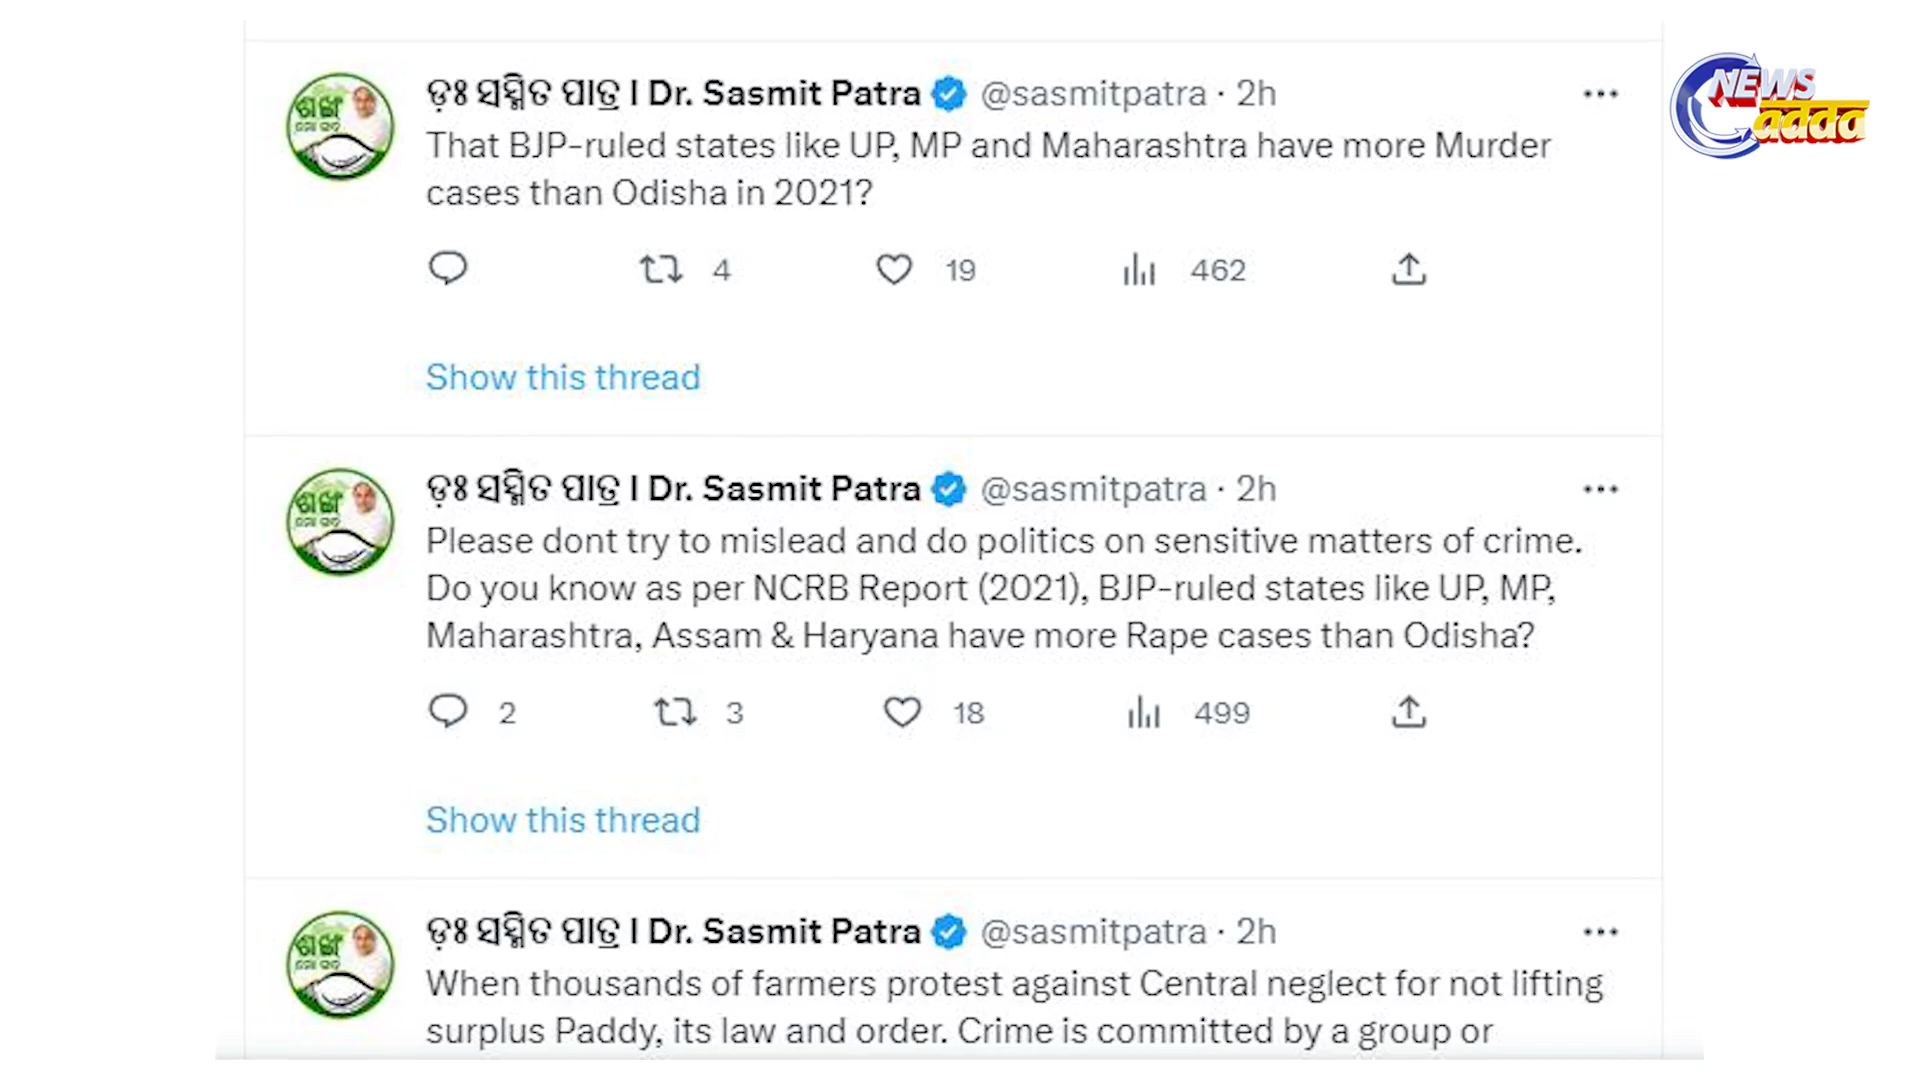 ଡ଼ଃ ସସ୍ମିତ ପାତ୍ର I Dr. Sasmit Patra @sasmitpatra · 2h
That BJP-ruled states like UP, MP and Maharashtra have more Murder
cases than Odisha in 2021?
4 19 462
Show this thread
ଡ଼ଃ ସସ୍ମିତ ପାତ୍ର I Dr. Sasmit Patra @sasmitpatra · 2h
Please dont try to mislead and do politics on sensitive matters of crime.
Do you know as per NCRB Report (2021), BJP-ruled states like UP, MP,
Maharashtra, Assam & Haryana have more Rape cases than Odisha?
2 3 18 499
Show this thread
ଡ଼ଃ ସସ୍ମିତ ପାତ୍ର I Dr. Sasmit Patra @sasmitpatra · 2h
When thousands of farmers protest against Central neglect for not lifting
surplus Paddy, its law and order. Crime is committed by a group or
NEWS
adda